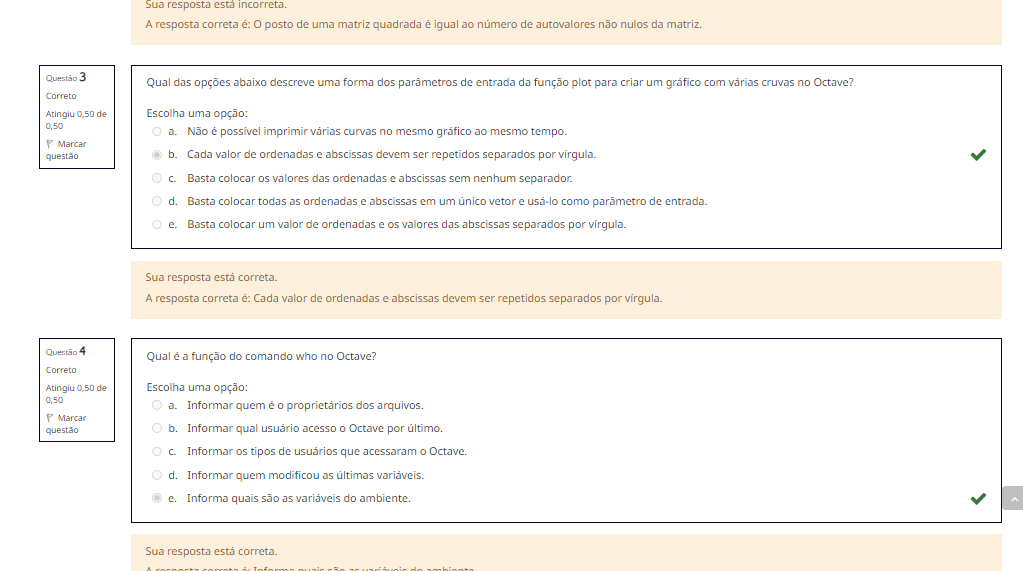 Sua resposta está incorreta.
A resposta correta é: O posto de uma matriz quadrada é igual ao número de autovalores não nulos da matriz.
Questão 3
Correto
Atingiu 0,50 de
0,50
Marcar
questão
Qual das opções abaixo descreve uma forma dos parâmetros de entrada da função plot para criar um gráfico com várias cruvas no Octave?
Escolha uma opção:
a. Não é possível imprimir várias curvas no mesmo gráfico ao mesmo tempo.
b. Cada valor de ordenadas e abscissas devem ser repetidos separados por vírgula.
c. Basta colocar os valores das ordenadas e abscissas sem nenhum separador.
d. Basta colocar todas as ordenadas e abscissas em um único vetor e usá-lo como parâmetro de entrada.
e. Basta colocar um valor de ordenadas e os valores das abscissas separados por vírgula.
Sua resposta está correta.
A resposta correta é: Cada valor de ordenadas e abscissas devem ser repetidos separados por vírgula.
Questão 4
Correto
Atingiu 0,50 de
0,50
Marcar
questão
Qual é a função do comando who no Octave?
Escolha uma opção:
a. Informar quem é o proprietários dos arquivos.
b. Informar qual usuário acesso o Octave por último.
c. Informar os tipos de usuários que acessaram o Octave.
d. Informar quem modificou as últimas variáveis.
e. Informa quais são as variáveis do ambiente.
Sua resposta está correta.
A resposta correta é: Informa quais são as variáveis do ambiente.